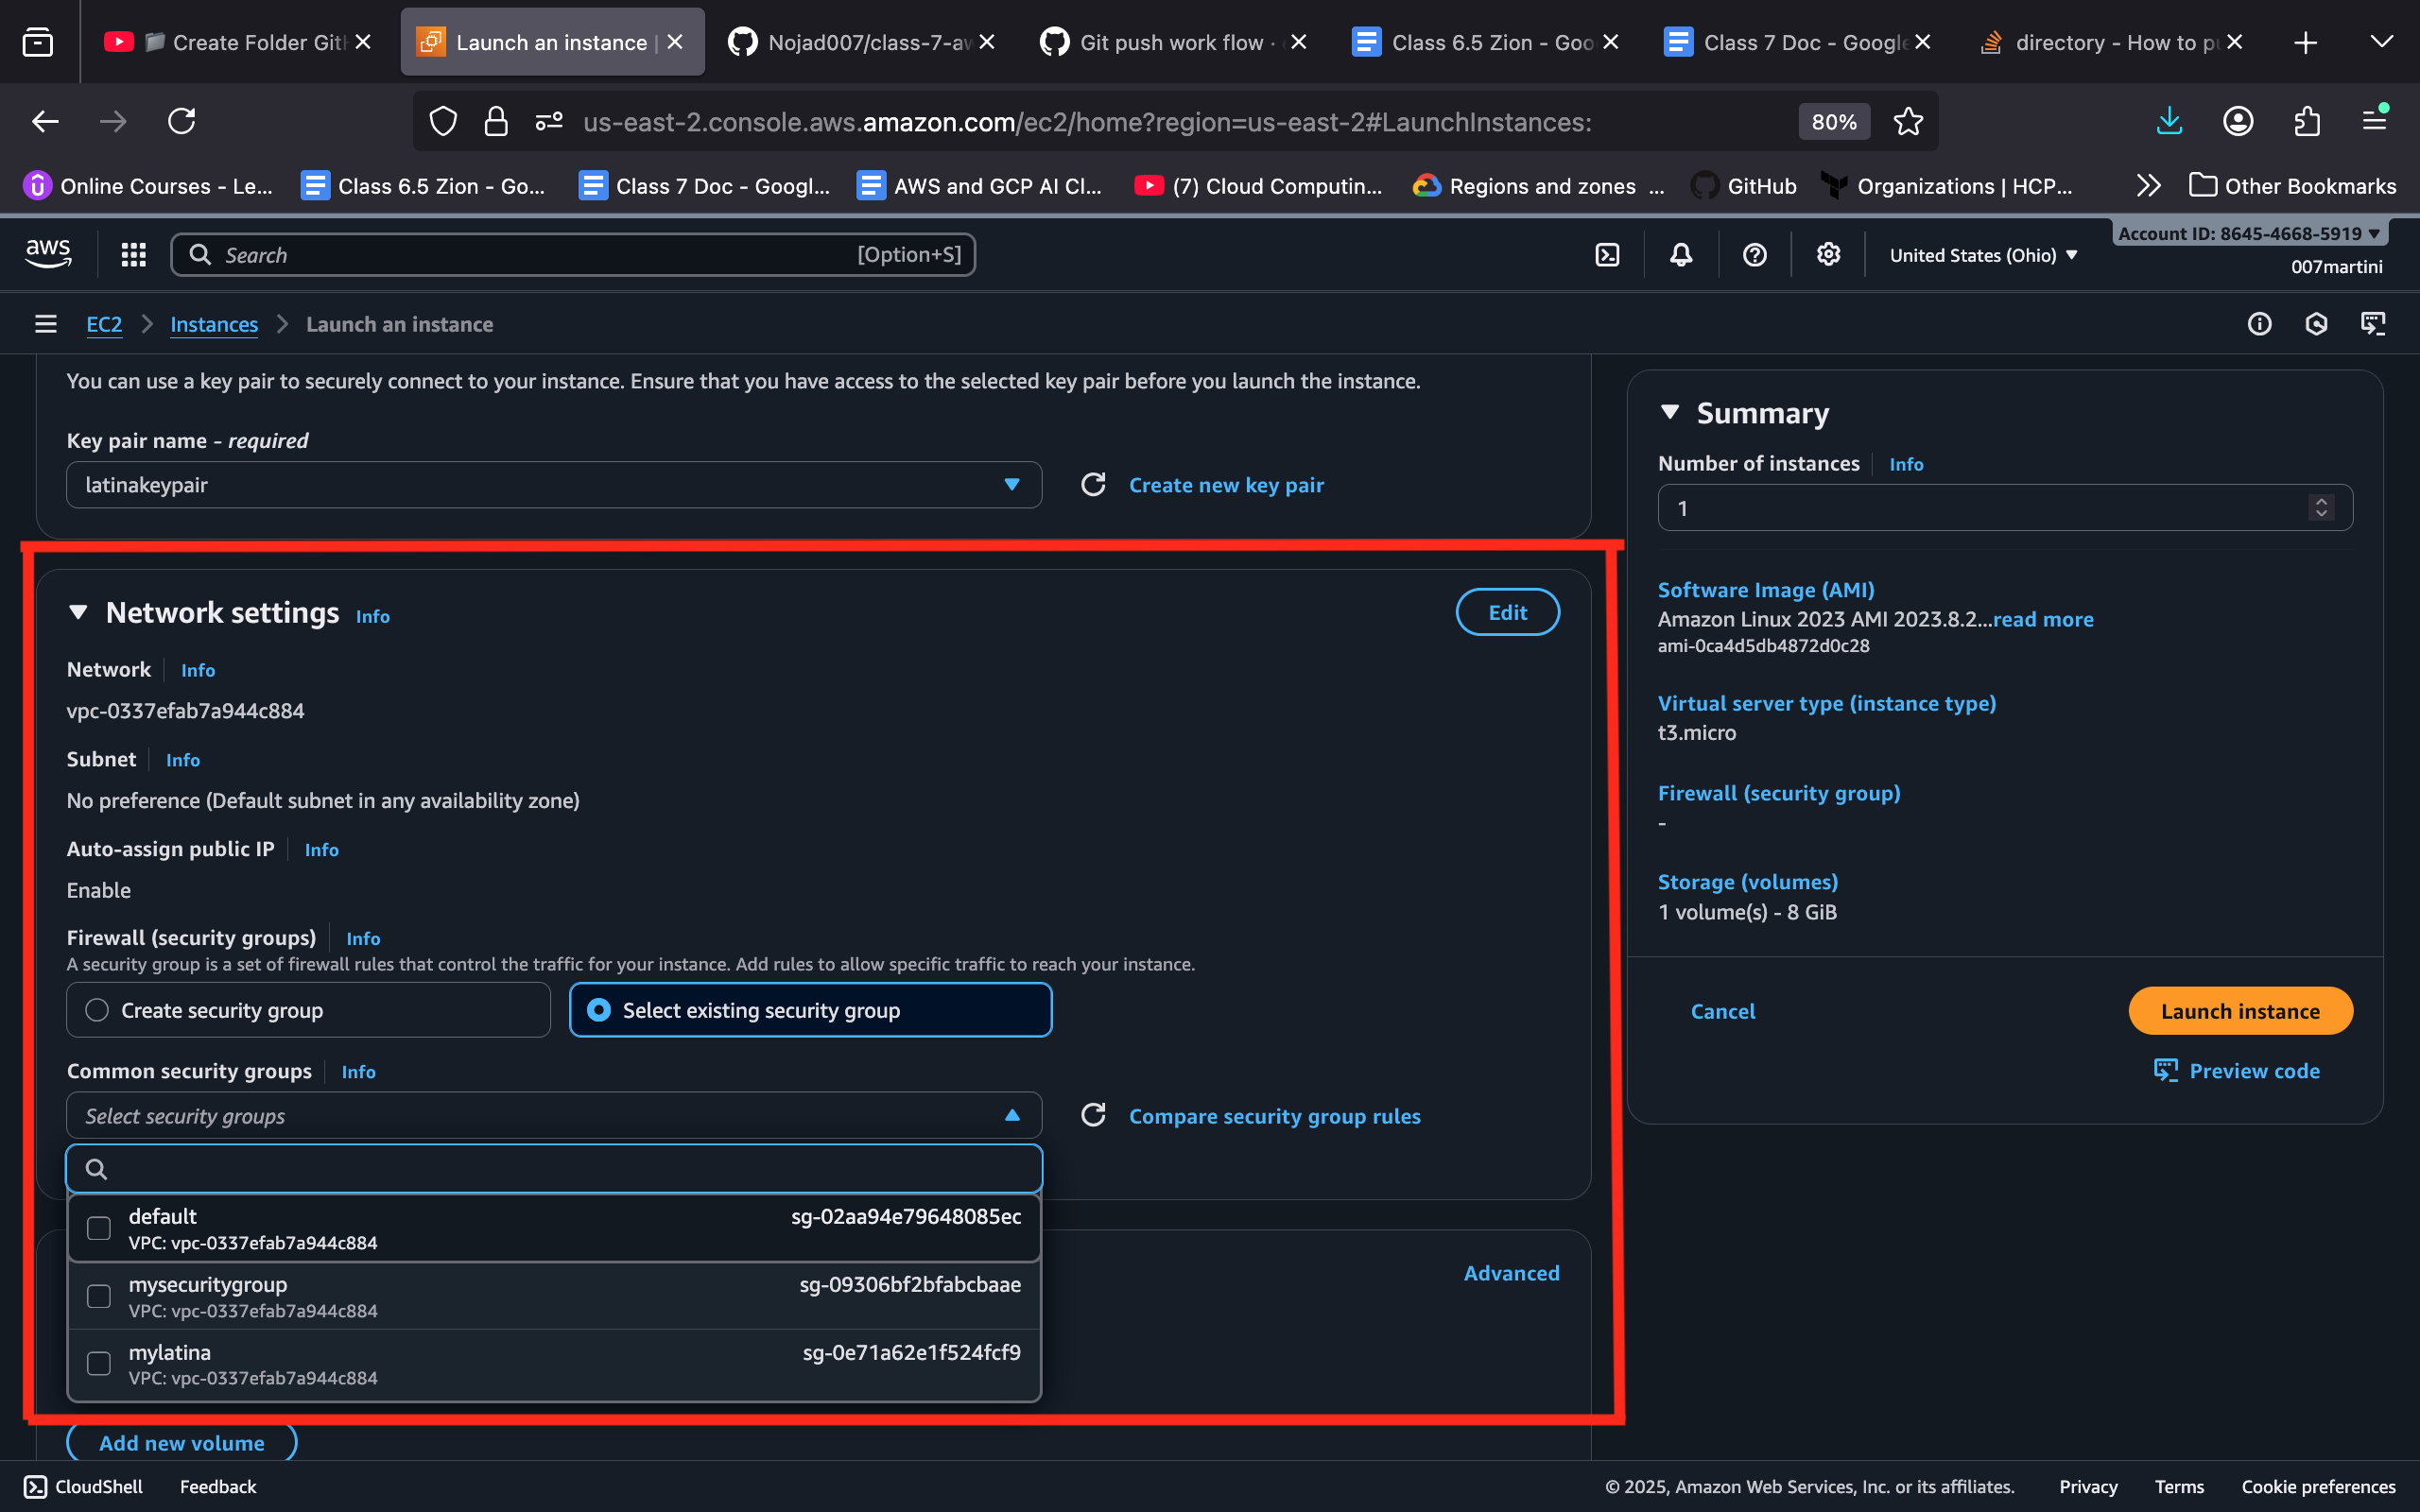 Create Folder Git
Launch an instance |
Nojad007/class-7-aw
Git push work flow ·
Class 6.5 Zion - Goo
Class 7 Doc - Google
directory - How to pu
us-east-2.console.aws.amazon.com/ec2/home?region=us-east-2#LaunchInstances:
80%
Online Courses - Le...
Class 6.5 Zion - Go...
Class 7 Doc - Googl...
AWS and GCP AI Cl...
(7) Cloud Computin...
Regions and zones ...
GitHub
Organizations | HCP...
Other Bookmarks
aws
Search
[Option+S]
United States (Ohio)
Account ID: 8645-4668-5919
007martini
EC2
Instances
Launch an instance
You can use a key pair to securely connect to your instance. Ensure that you have access to the selected key pair before you launch the instance.
Key pair name - required
latinakeypair
Create new key pair
Network settings Info
Edit
Network Info
vpc-0337efab7a944c884
Subnet Info
No preference (Default subnet in any availability zone)
Auto-assign public IP Info
Enable
Firewall (security groups) Info
A security group is a set of firewall rules that control the traffic for your instance. Add rules to allow specific traffic to reach your instance.
Create security group
Select existing security group
Common security groups Info
Select security groups
Compare security group rules
default sg-02aa94e79648085ec
VPC: vpc-0337efab7a944c884
mysecuritygroup sg-09306bf2bfabcbaae
VPC: vpc-0337efab7a944c884
mylatina sg-0e71a62e1f524fcf9
VPC: vpc-0337efab7a944c884
Advanced
Add new volume
Summary
Number of instances Info
1
Software Image (AMI)
Amazon Linux 2023 AMI 2023.8.2...read more
ami-0ca4d5db4872d0c28
Virtual server type (instance type)
t3.micro
Firewall (security group)
-
Storage (volumes)
1 volume(s) - 8 GiB
Cancel
Launch instance
Preview code
CloudShell
Feedback
© 2025, Amazon Web Services, Inc. or its affiliates.
Privacy
Terms
Cookie preferences